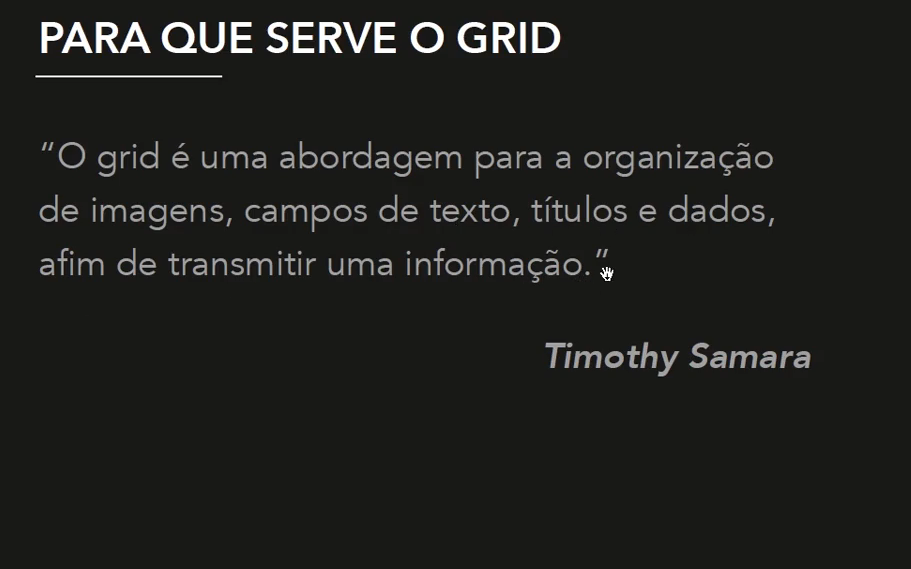 PARA QUE SERVE O GRID
“O grid é uma abordagem para a organização
de imagens, campos de texto, títulos e dados,
afim de transmitir uma informação.”
Timothy Samara